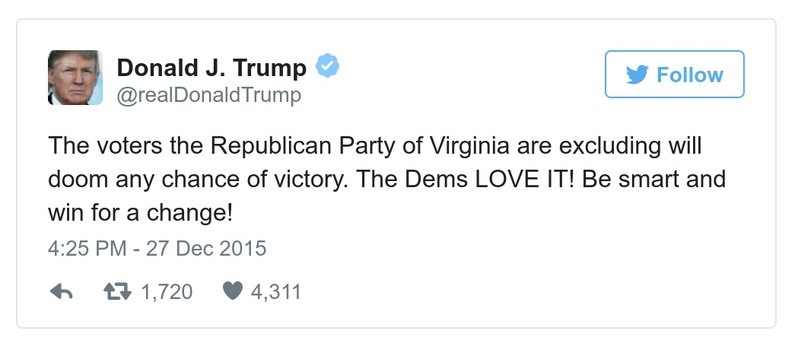 Donald J. Trump
@realDonaldTrump
Follow
The voters the Republican Party of Virginia are excluding will
doom any chance of victory. The Dems LOVE IT! Be smart and
win for a change!
4:25 PM - 27 Dec 2015
1,720 4,311